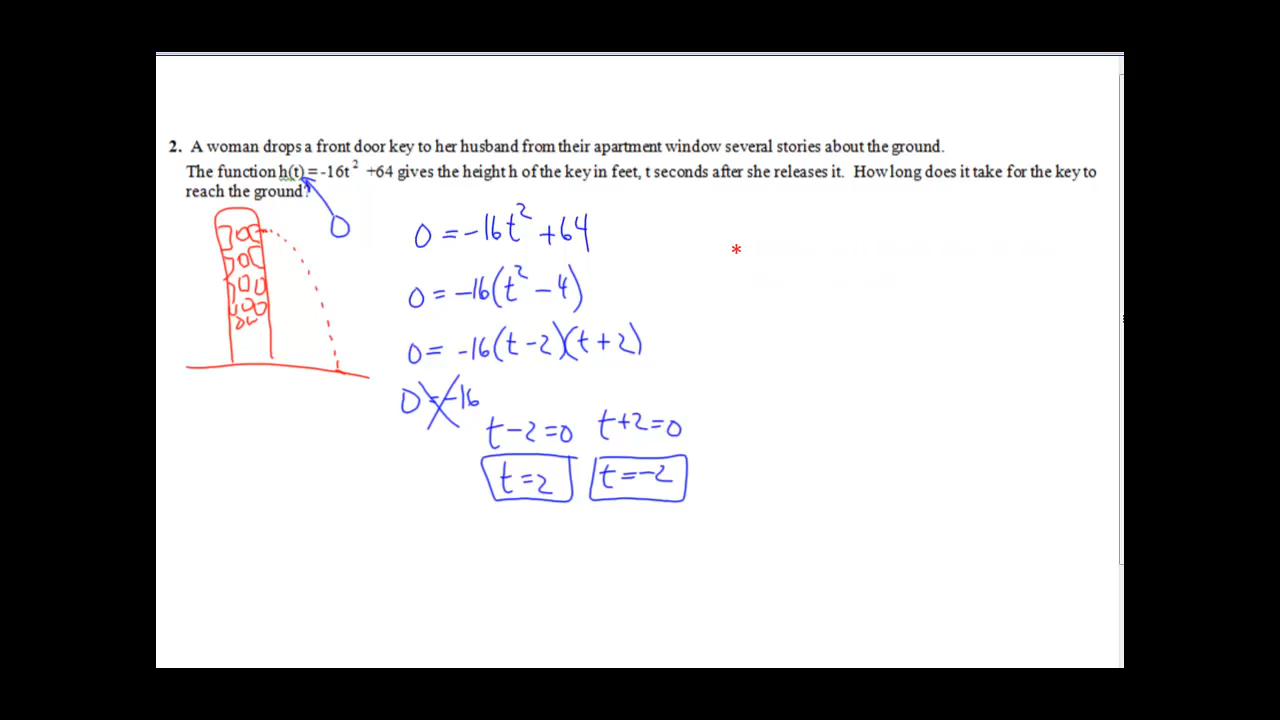 2. A woman drops a front door key to her husband from their apartment window several stories about the ground.
The function h(t) = -16t² +64 gives the height h of the key in feet, t seconds after she releases it. How long does it take for the key to
reach the ground?
0
0 = -16t² + 64
*
0 = -16(t² - 4)
0 = -16(t - 2)(t + 2)
0 = -16
t - 2 = 0 t + 2 = 0
t = 2 t = -2